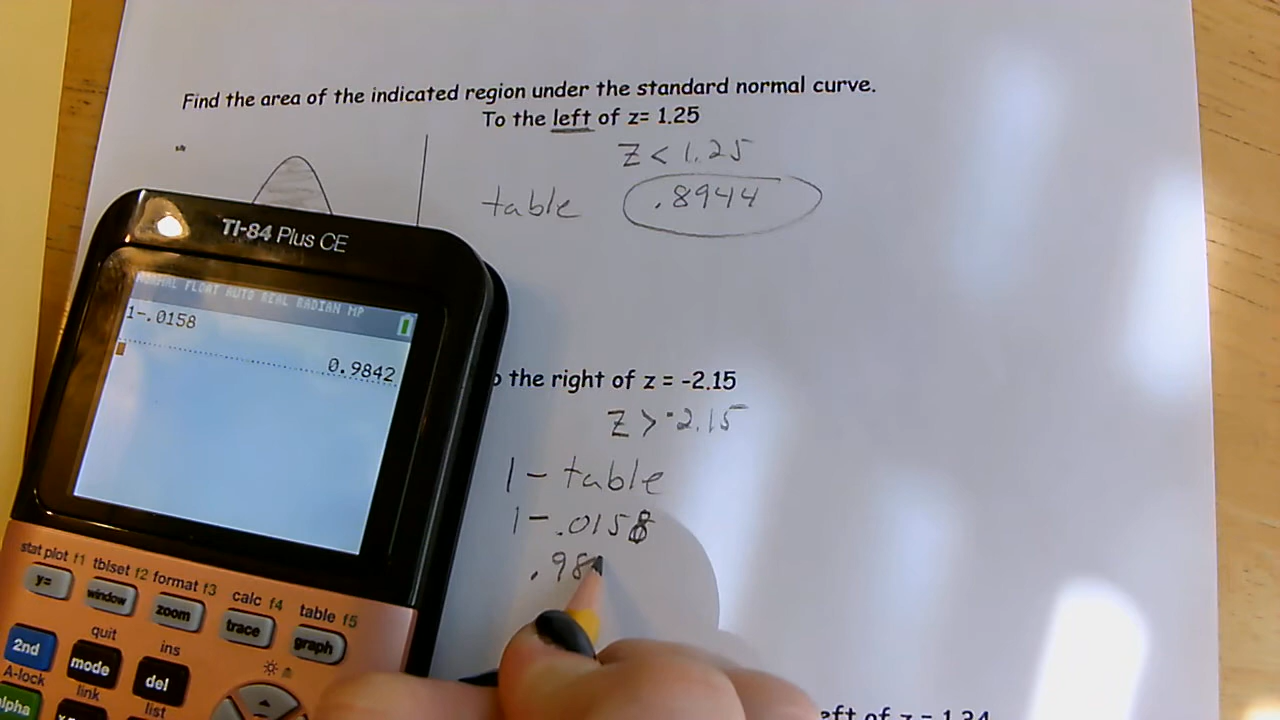 Find the area of the indicated region under the standard normal curve.
To the left of z= 1.25
z < 1.25
table .8944
TI-84 Plus CE
NORMAL FLOAT AUTO REAL RADIAN MP
1-.0158
0.9842
the right of z = -2.15
z > -2.15
1 - table
1 - .0158
.98
stat plot f1 tblset f2 format f3 calc f4 table f5
y= window zoom trace graph
quit ins
2nd mode del
A-lock link list
alpha
left of z = 1.24